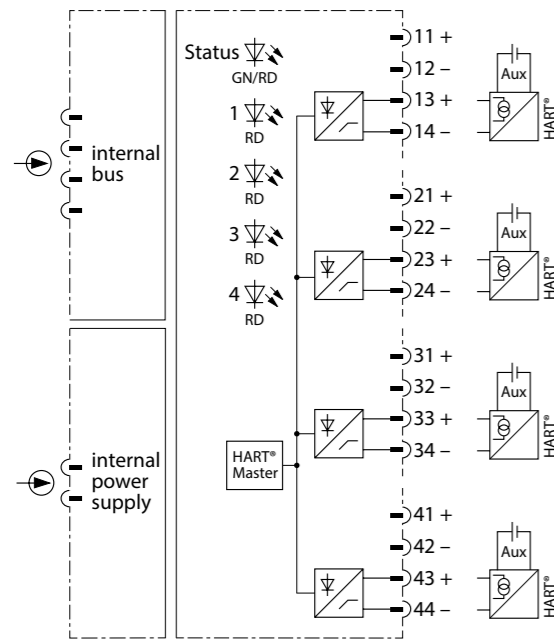 internal
bus
internal
power
supply
Status
GN/RD
1
RD
2
RD
3
RD
4
RD
HART®
Master
11 +
12 –
13 +
14 –
Aux
HART®
21 +
22 –
23 +
24 –
Aux
HART®
31 +
32 –
33 +
34 –
Aux
HART®
41 +
42 –
43 +
44 –
Aux
HART®